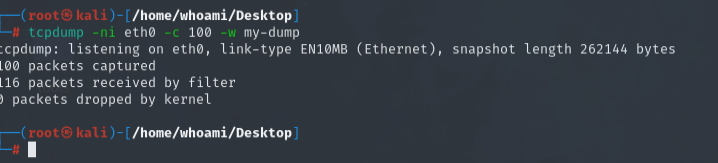 ┌──(root㉿kali)-[/home/whoami/Desktop]
└─# tcpdump -ni eth0 -c 100 -w my-dump
tcpdump: listening on eth0, link-type EN10MB (Ethernet), snapshot length 262144 bytes
100 packets captured
116 packets received by filter
0 packets dropped by kernel
┌──(root㉿kali)-[/home/whoami/Desktop]
└─#